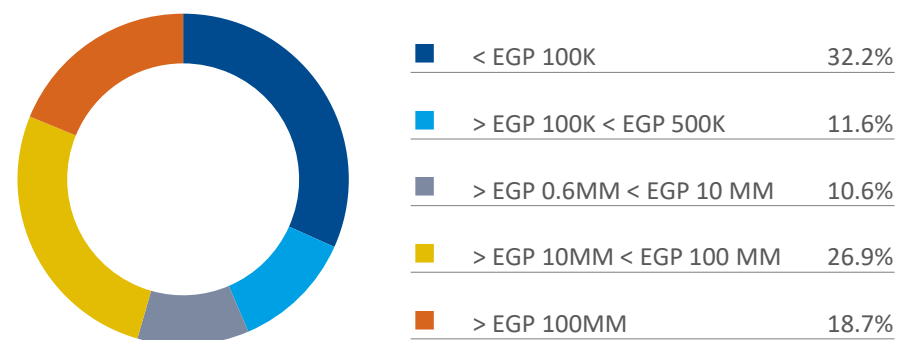 < EGP 100K 32.2%
> EGP 100K < EGP 500K 11.6%
> EGP 0.6MM < EGP 10 MM 10.6%
> EGP 10MM < EGP 100 MM 26.9%
> EGP 100MM 18.7%